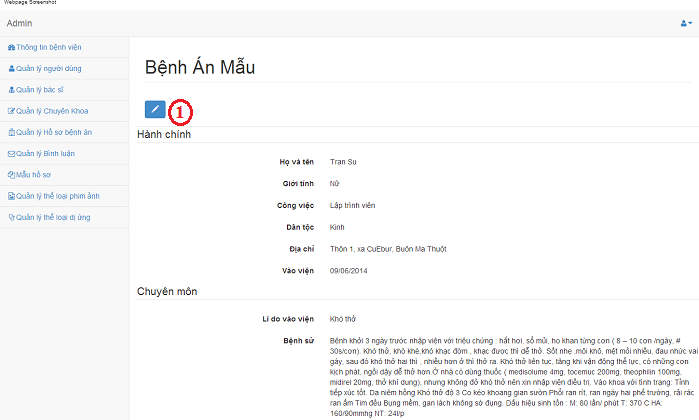 Webpage Screenshot
Admin
Thông tin bệnh viện
Quản lý người dùng
Quản lý bác sĩ
Quản lý Chuyên Khoa
Quản lý Hồ sơ bệnh án
Quản lý Bình luận
Mẫu hồ sơ
Quản lý thể loại phim ảnh
Quản lý thể loại dị ứng
Bệnh Án Mẫu
1
Hành chính
Họ và tên Tran Su
Giới tính Nữ
Công việc Lập trình viên
Dân tộc Kinh
Địa chỉ Thôn 1, xa CuEbur, Buôn Ma Thuột
Vào viện 09/06/2014
Chuyên môn
Lí do vào viện Khó thở
Bệnh sử Bệnh khởi 3 ngày trước nhập viện với triệu chứng : hắt hơi, sổ mũi, ho khan từng cơn ( 8 – 10 cơn /ngày, #
30s/cơn). Khó thở, khò khè,khó khạc đờm , khạc được thì dễ thở. Sốt nhẹ ,môi khô, mệt mỏi nhiều, đau nhức vai
gáy, sau đó khó thở hai thì , nhiều hơn ở thì thở ra. Khó thở liên tục, tăng khi vận động thể lực, có những cơn
kịch phát, ngồi dậy dễ thở hơn.Ở nhà có dùng thuốc ( medisolume 4mg, tocemuc 200mg, theophilin 100mg,
midirel 20mg, thở khí dung), nhưng không đỡ khó thở nên xin nhập viện điều trị. Vào khoa với tình trạng: Tỉnh
tiếp xúc tốt. Da niêm hồng Khó thở độ 3 Co kéo khoang gian sườn Phổi ran rít, ran ngáy hai phế trường, rải rác
ran ẩm Tim đều Bụng mềm, gan lách không sờ đụng. Dấu hiệu sinh tồn : M: 80 lần/ phút T: 370 C HA:
160/90mmhg NT: 24l/p